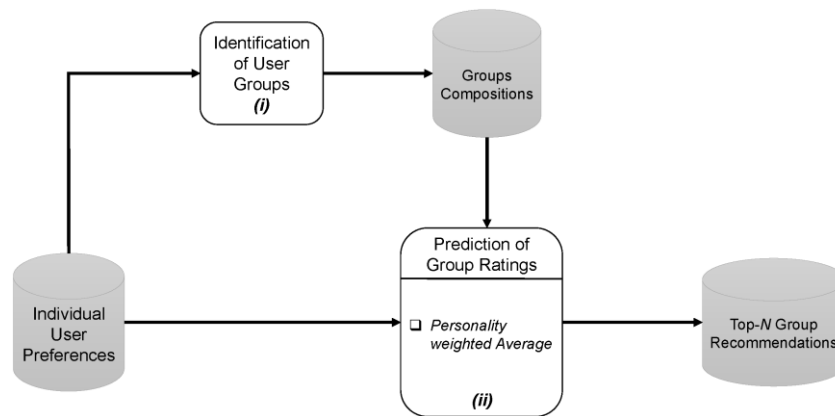 Identification
of User
Groups
(i)
Groups
Compositions
Prediction of
Group Ratings
Individual
User
Preferences
❑ Personality
weighted Average
(ii)
Top-N Group
Recommendations